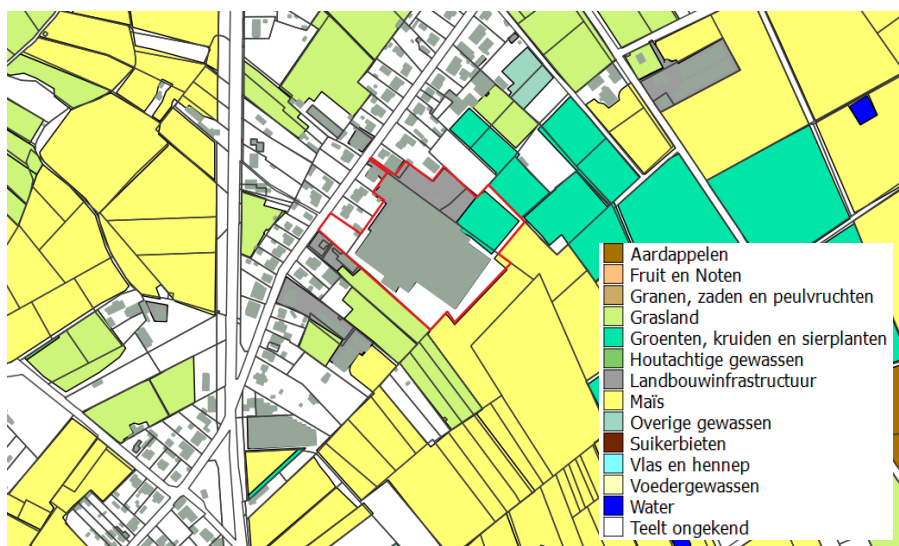 Aardappelen
Fruit en Noten
Granen, zaden en peulvruchten
Grasland
Groenten, kruiden en sierplanten
Houtachtige gewassen
Landbouwinfrastructuur
Maïs
Overige gewassen
Suikerbieten
Vlas en hennep
Voedergewassen
Water
Teelt ongekend